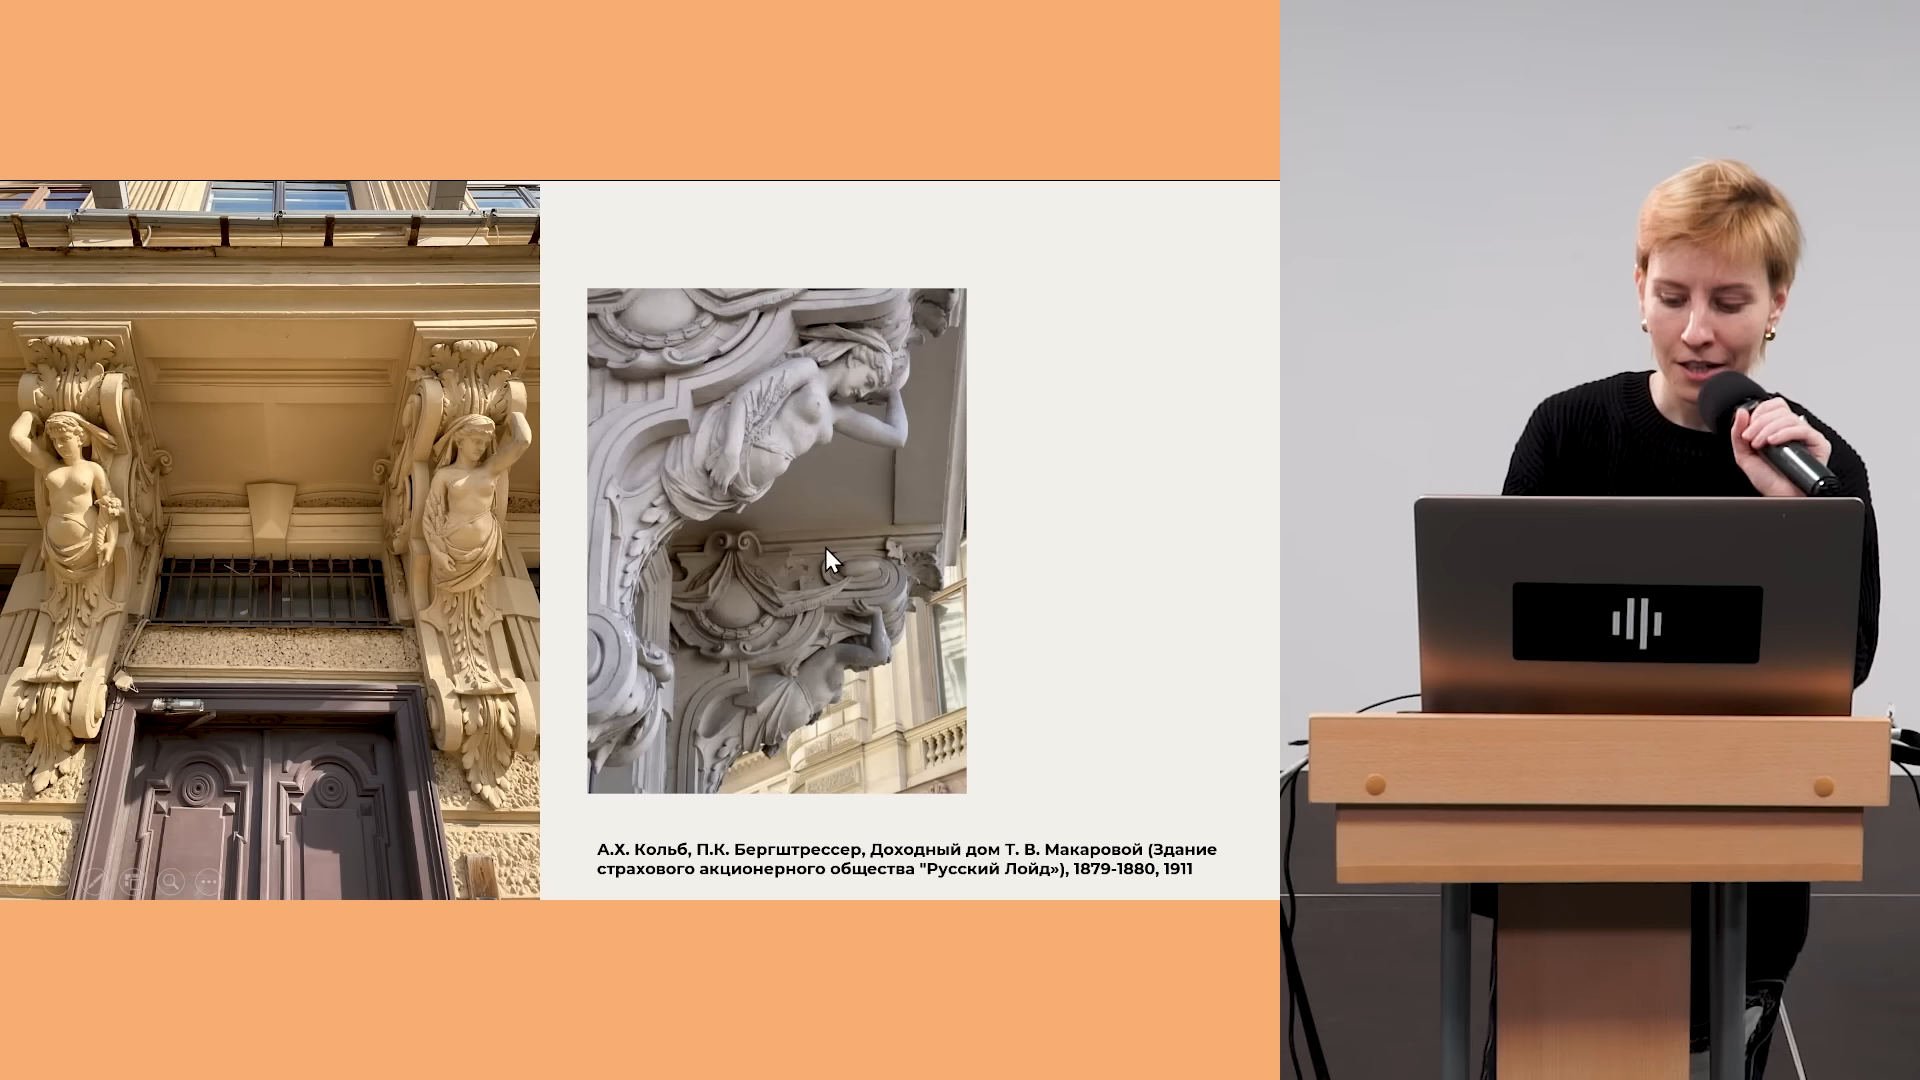 А.Х. Кольб, П.К. Бергштрессер, Доходный дом Т. В. Макаровой (Здание
страхового акционерного общества "Русский Лойд»), 1879-1880, 1911